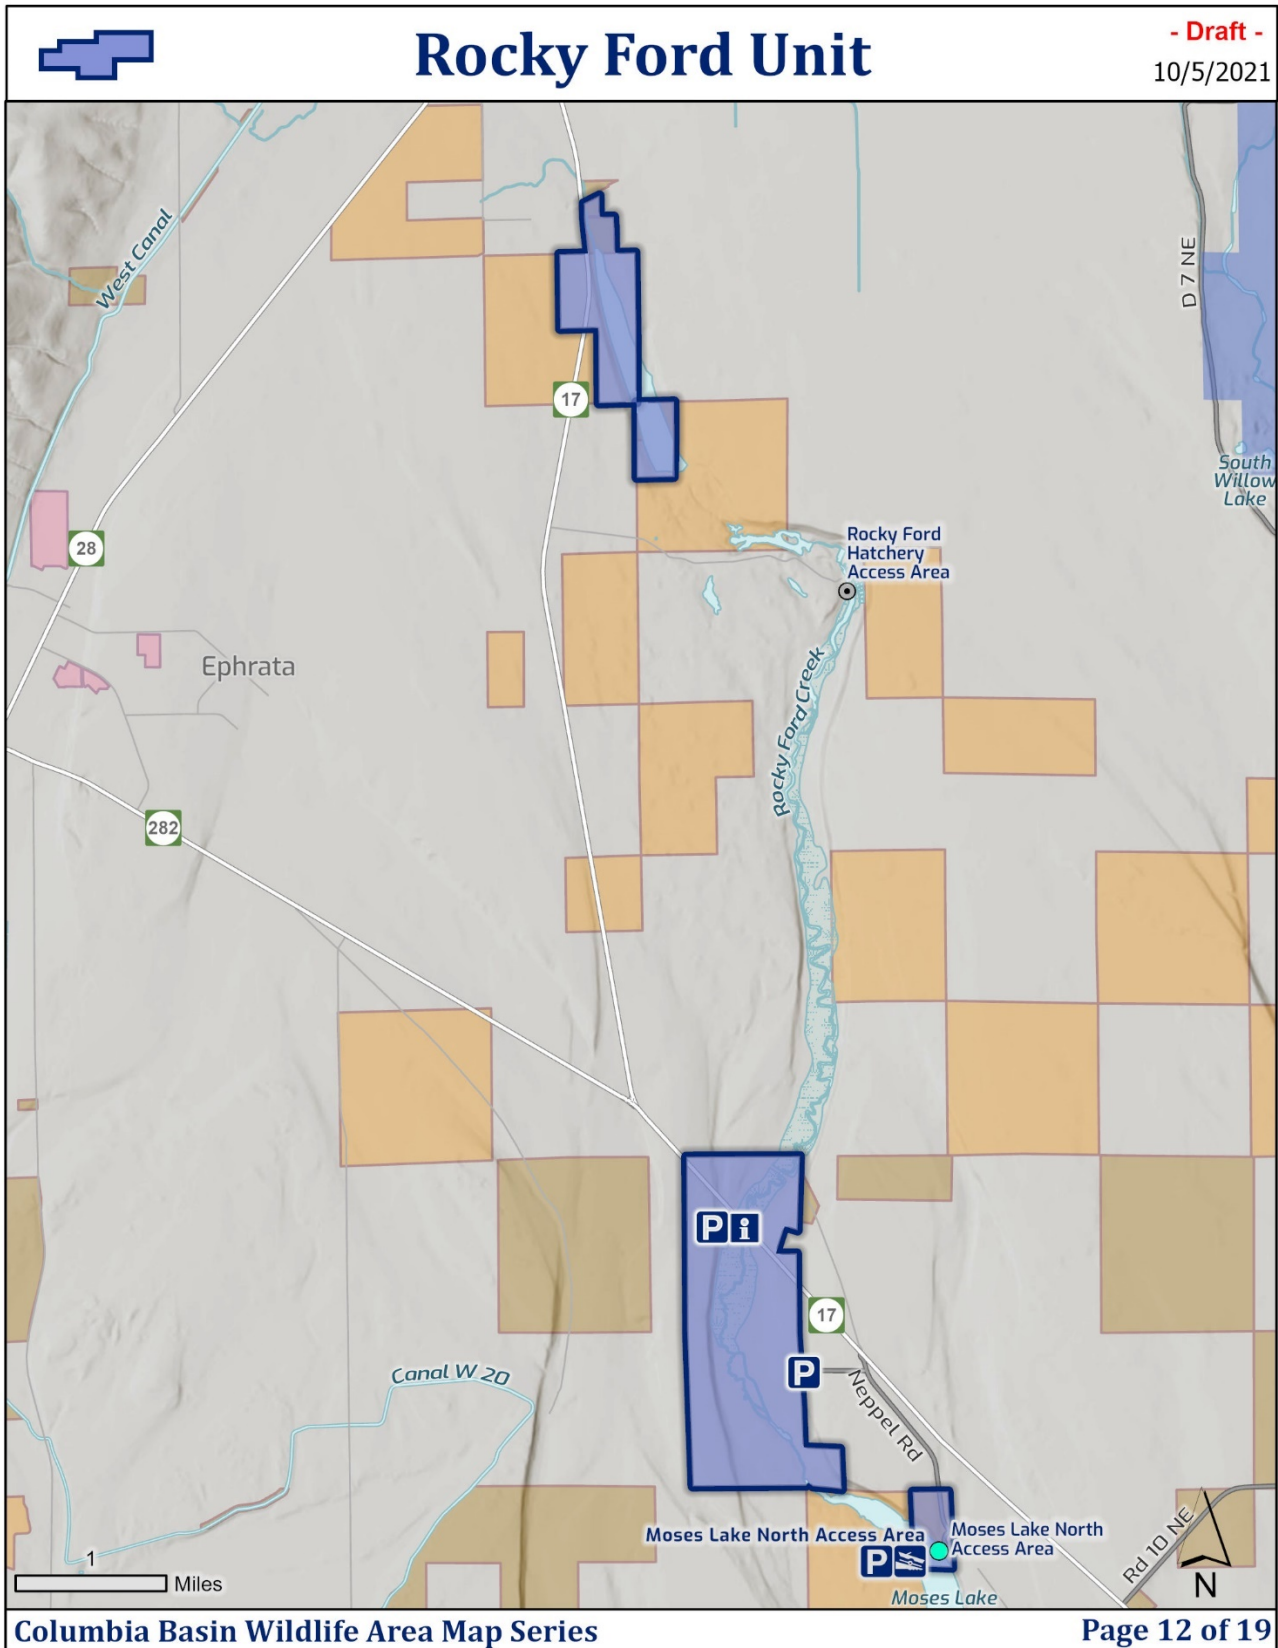 Rocky Ford Unit
- Draft -
10/5/2021
West Canal
D 7 NE
17
South
Willow
Lake
28
Rocky Ford
Hatchery
Access Area
Ephrata
Rocky Ford Creek
282
P i
17
P
Canal W 20
Neppel Rd
Moses Lake North Access Area
Moses Lake North
Access Area
P
Rd 10 NE
1
Miles
Moses Lake
N
Columbia Basin Wildlife Area Map Series
Page 12 of 19